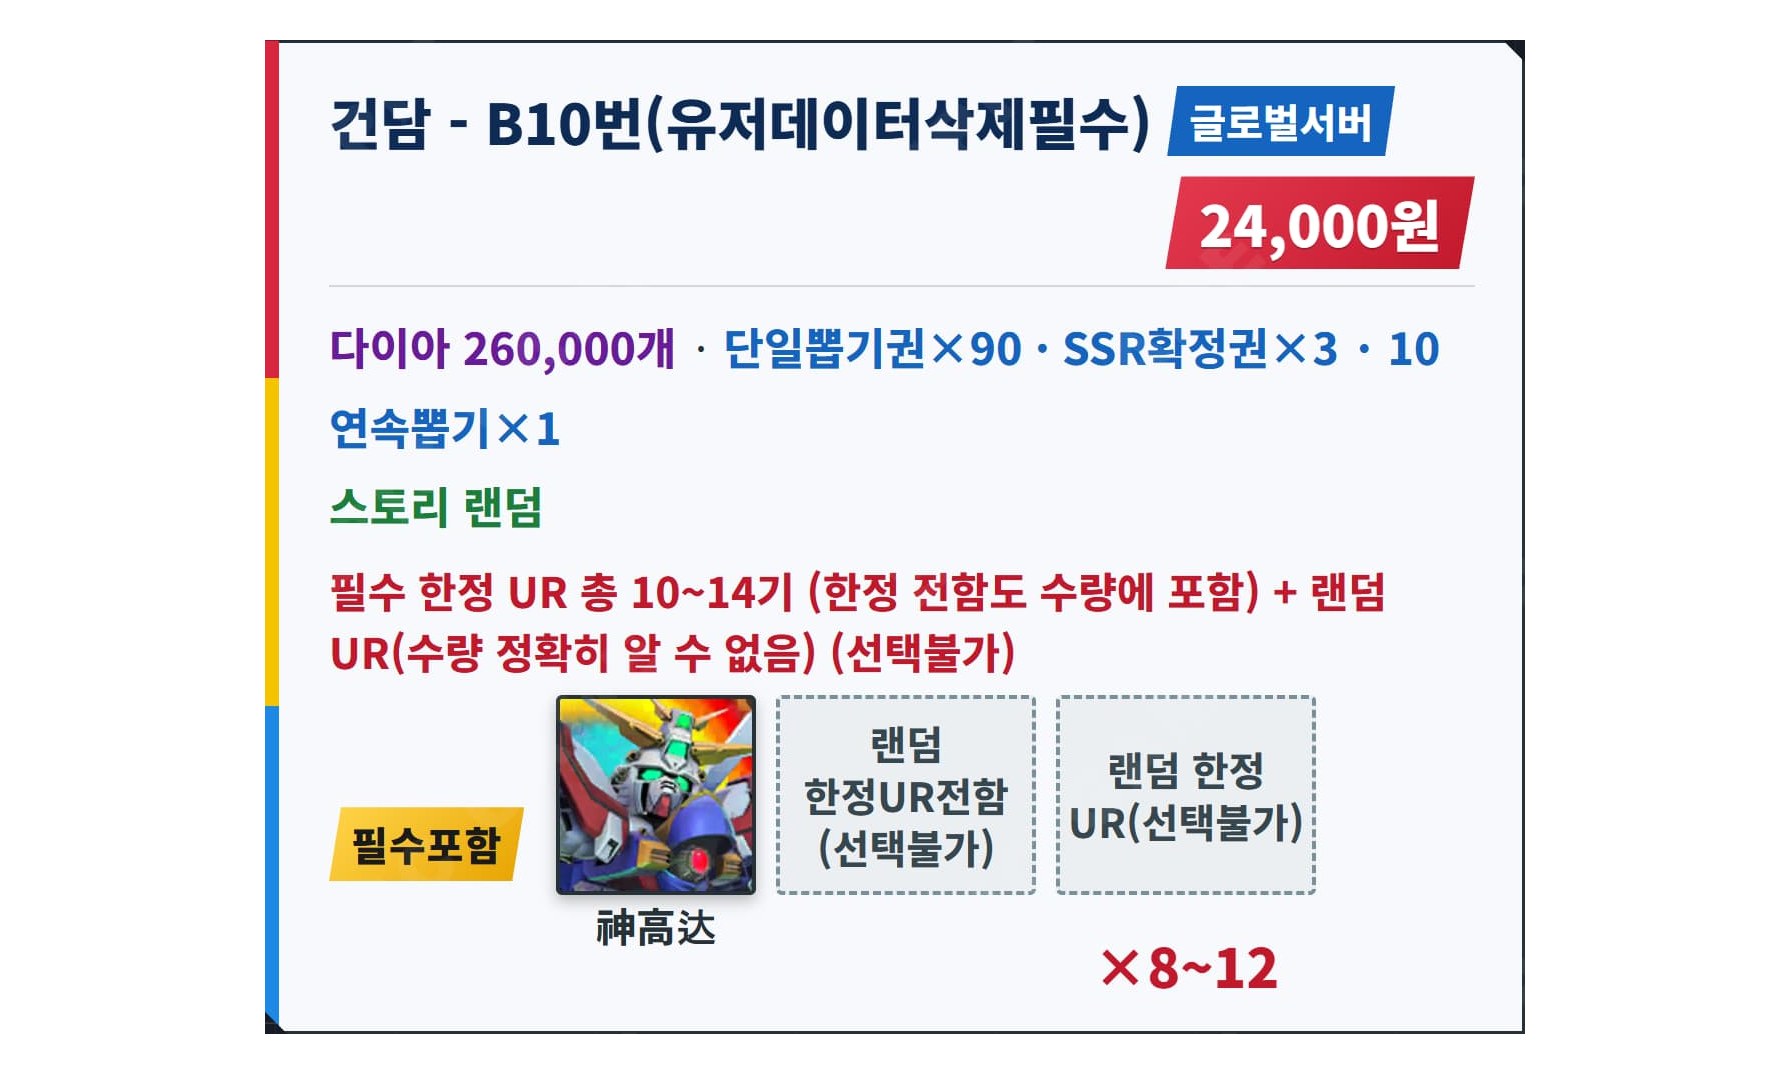 건담 - B10번(유저데이터삭제필수) 글로벌서버
24,000원
다이아 260,000개 · 단일뽑기권×90 · SSR확정권×3 · 10
연속뽑기×1
스토리 랜덤
필수 한정 UR 총 10~14기 (한정 전함도 수량에 포함) + 랜덤
UR(수량 정확히 알 수 없음) (선택불가)
필수포함
神高达
랜덤
한정UR전함
(선택불가)
랜덤 한정
UR(선택불가)
×8~12